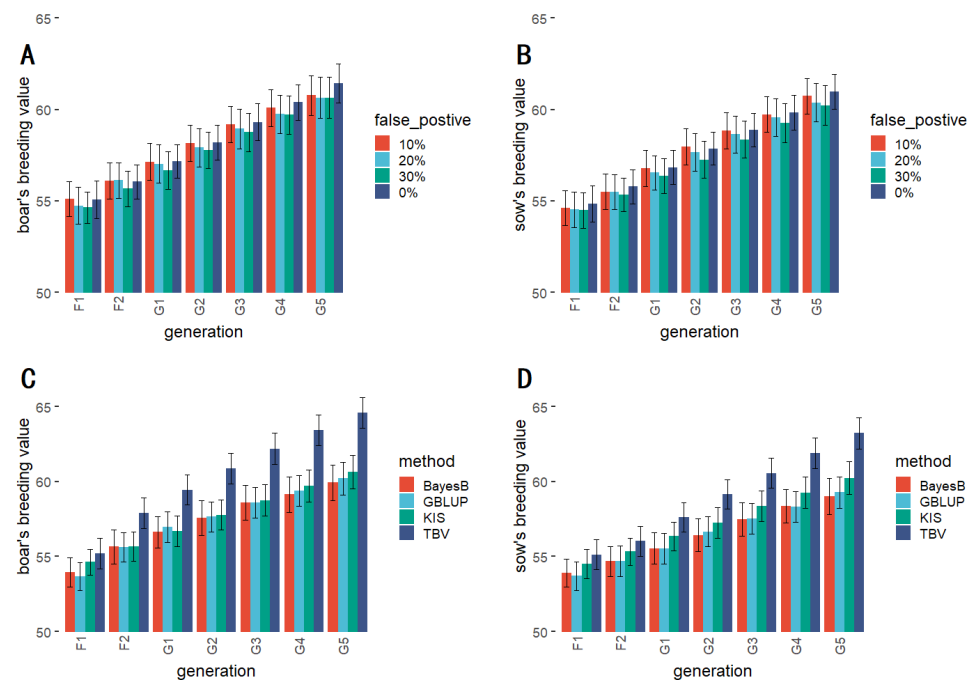 A
65
60
55
50
boar's breeding value
F1
F2
G1
G2
G3
G4
G5
generation
false_postive
10%
20%
30%
0%
B
65
60
55
50
sow's breeding value
F1
F2
G1
G2
G3
G4
G5
generation
false_postive
10%
20%
30%
0%
C
65
60
55
50
boar's breeding value
F1
F2
G1
G2
G3
G4
G5
generation
method
BayesB
GBLUP
KIS
TBV
D
65
60
55
50
sow's breeding value
F1
F2
G1
G2
G3
G4
G5
generation
method
BayesB
GBLUP
KIS
TBV